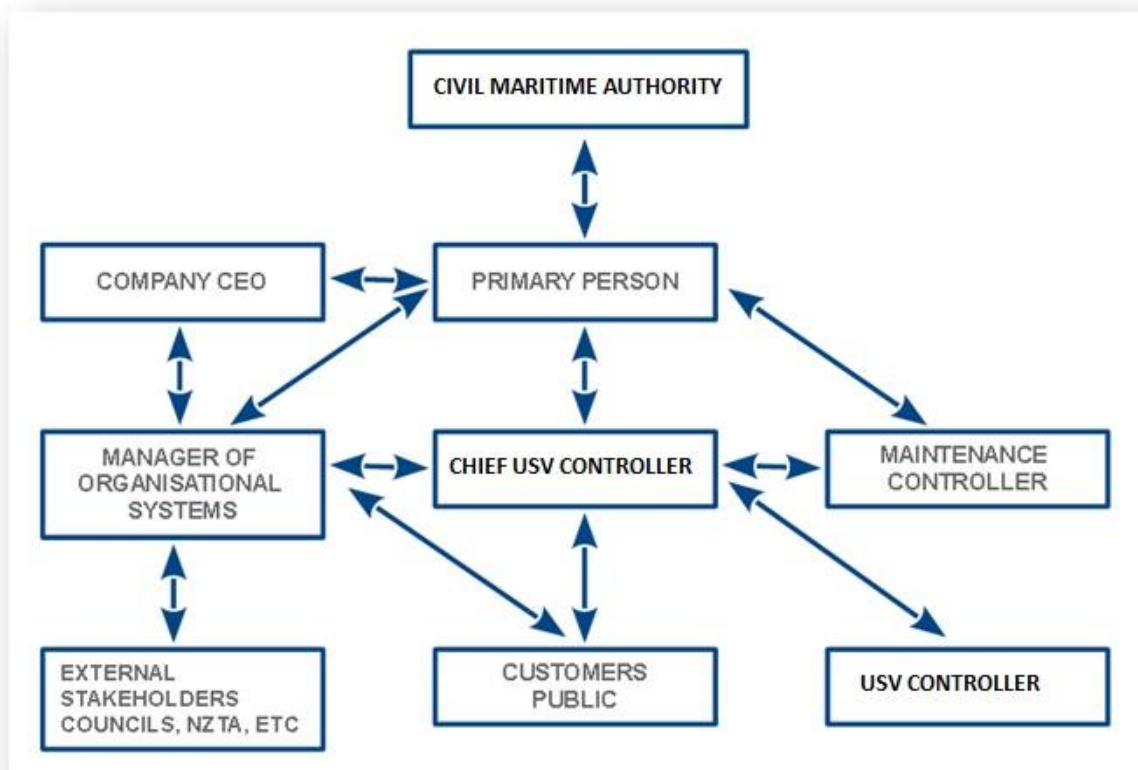 CIVIL MARITIME AUTHORITY
COMPANY CEO
PRIMARY PERSON
MANAGER OF
ORGANISATIONAL
SYSTEMS
CHIEF USV CONTROLLER
MAINTENANCE
CONTROLLER
EXTERNAL
STAKEHOLDERS
COUNCILS, NZTA, ETC
CUSTOMERS
PUBLIC
USV CONTROLLER